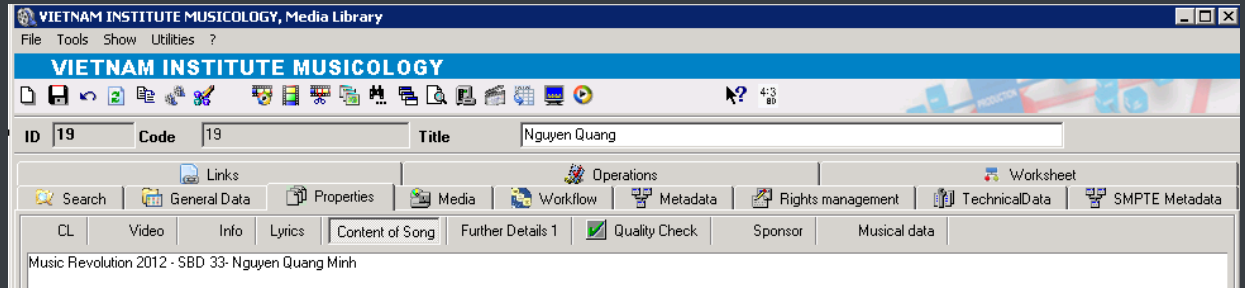 VIETNAM INSTITUTE MUSICOLOGY, Media Library
File Tools Show Utilities ?
VIETNAM INSTITUTE MUSICOLOGY
4:3
PRODUCTION
ID 19 Code 19 Title Nguyen Quang
Links Operations Worksheet
Search General Data Properties Media Workflow Metadata Rights management TechnicalData SMPTE Metadata
CL Video Info Lyrics Content of Song Further Details 1 Quality Check Sponsor Musical data
Music Revolution 2012 - SBD 33- Nguyen Quang Minh